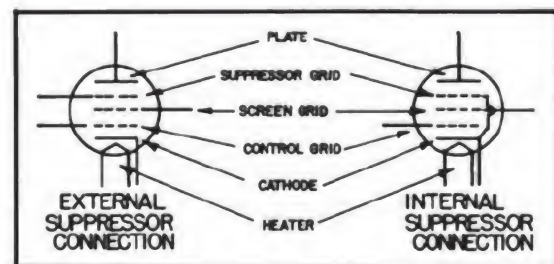 PLATE
SUPPRESSOR GRID
SCREEN GRID
CONTROL GRID
CATHODE
HEATER
EXTERNAL
SUPPRESSOR
CONNECTION
INTERNAL
SUPPRESSOR
CONNECTION